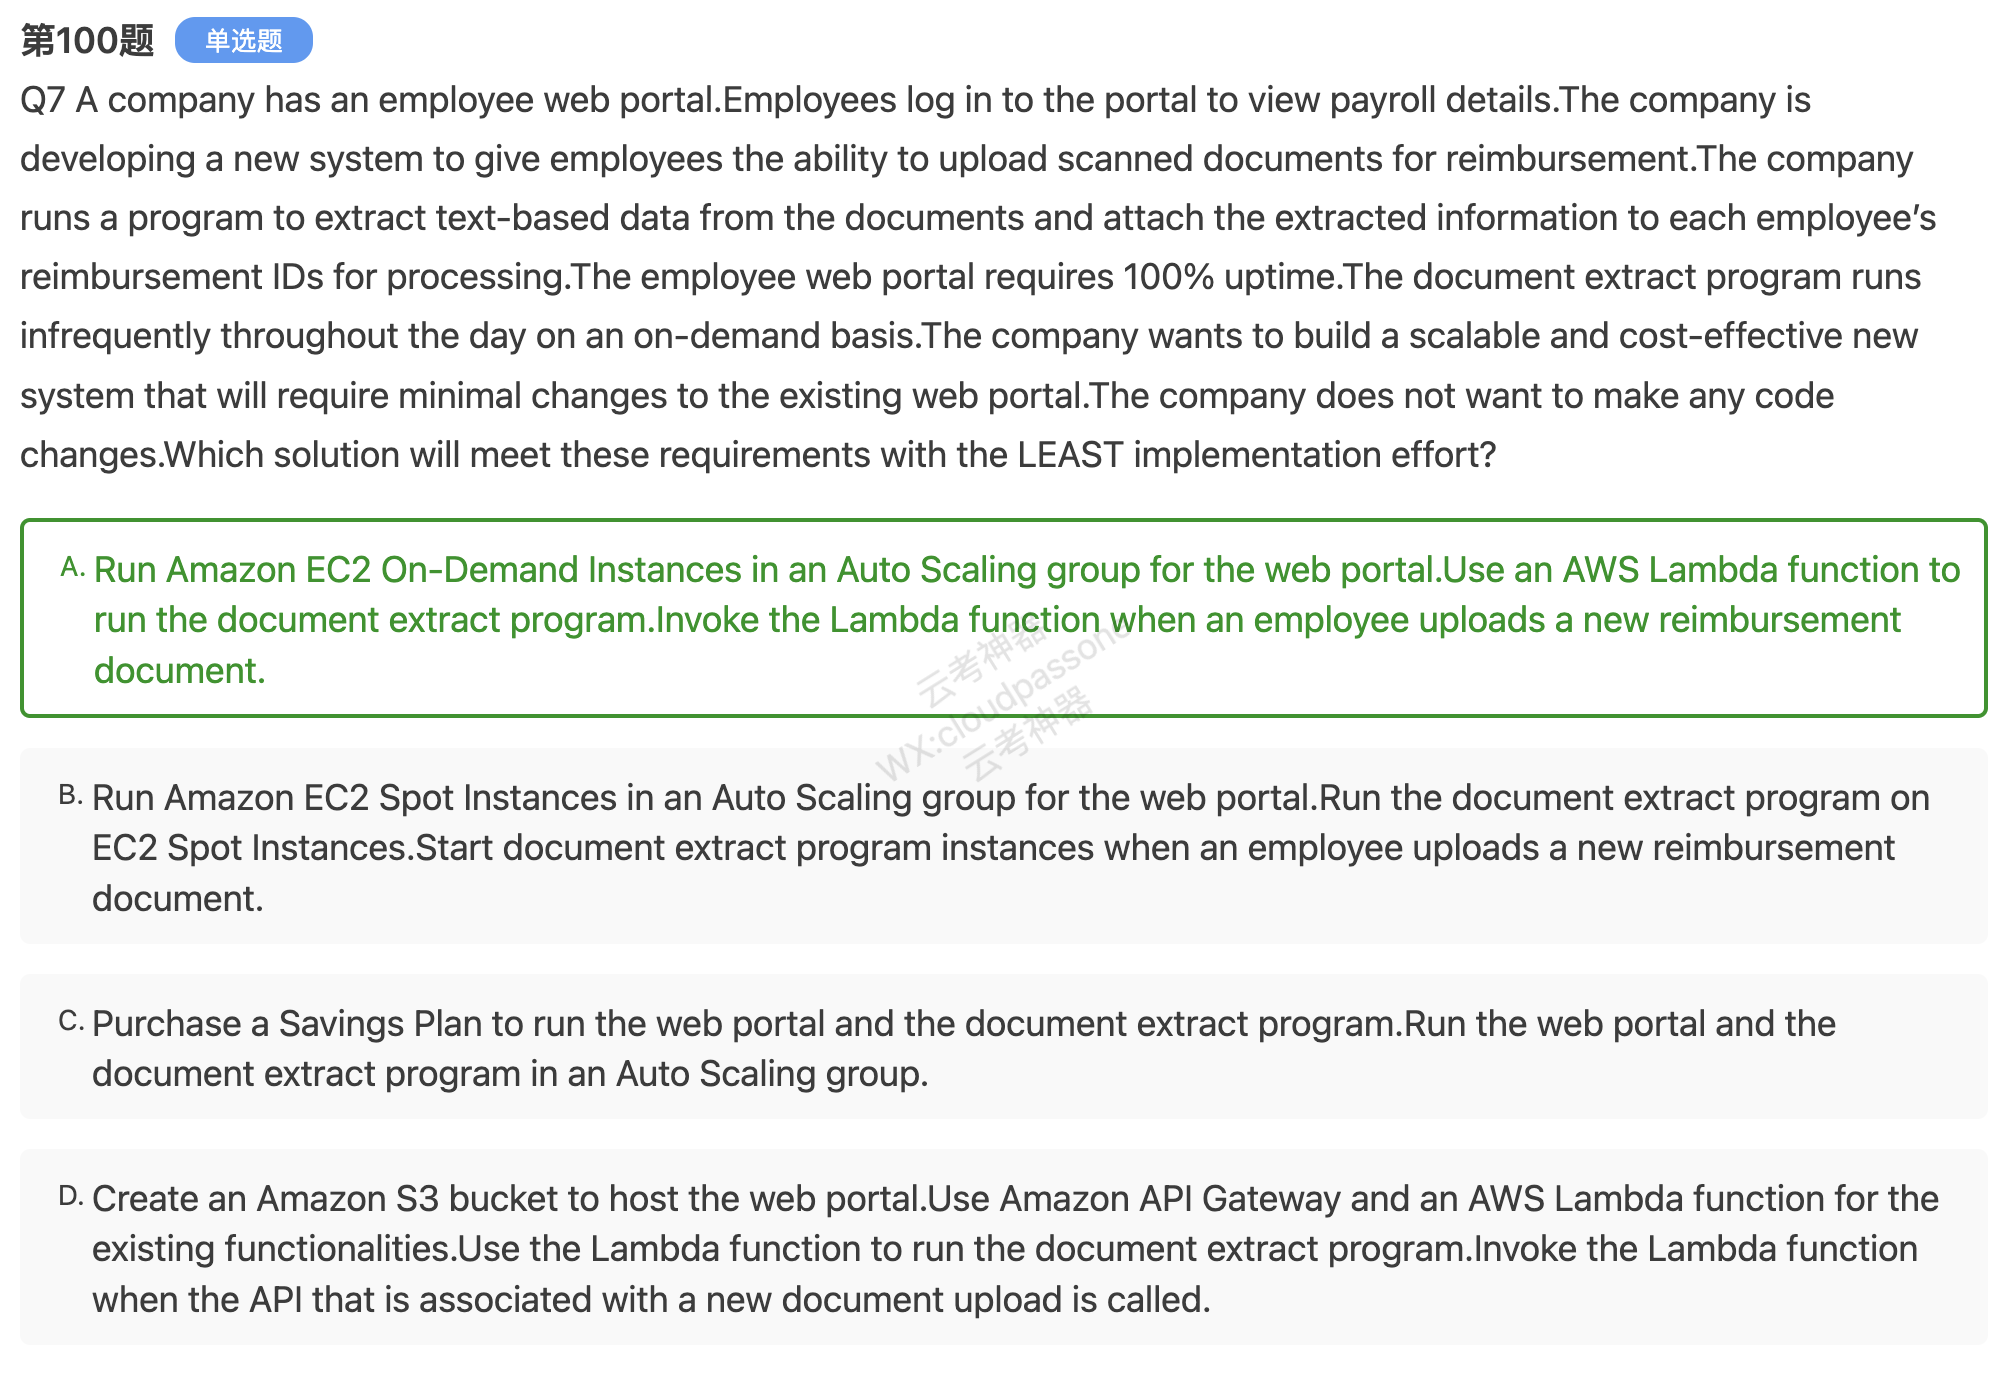 第100题 单选题
Q7 A company has an employee web portal.Employees log in to the portal to view payroll details.The company is
developing a new system to give employees the ability to upload scanned documents for reimbursement.The company
runs a program to extract text-based data from the documents and attach the extracted information to each employee’s
reimbursement IDs for processing.The employee web portal requires 100% uptime.The document extract program runs
infrequently throughout the day on an on-demand basis.The company wants to build a scalable and cost-effective new
system that will require minimal changes to the existing web portal.The company does not want to make any code
changes.Which solution will meet these requirements with the LEAST implementation effort?
A. Run Amazon EC2 On-Demand Instances in an Auto Scaling group for the web portal.Use an AWS Lambda function to
run the document extract program.Invoke the Lambda function when an employee uploads a new reimbursement
document.
云考神器
WX:cloudpassone
云考神器
B. Run Amazon EC2 Spot Instances in an Auto Scaling group for the web portal.Run the document extract program on
EC2 Spot Instances.Start document extract program instances when an employee uploads a new reimbursement
document.
C. Purchase a Savings Plan to run the web portal and the document extract program.Run the web portal and the
document extract program in an Auto Scaling group.
D. Create an Amazon S3 bucket to host the web portal.Use Amazon API Gateway and an AWS Lambda function for the
existing functionalities.Use the Lambda function to run the document extract program.Invoke the Lambda function
when the API that is associated with a new document upload is called.